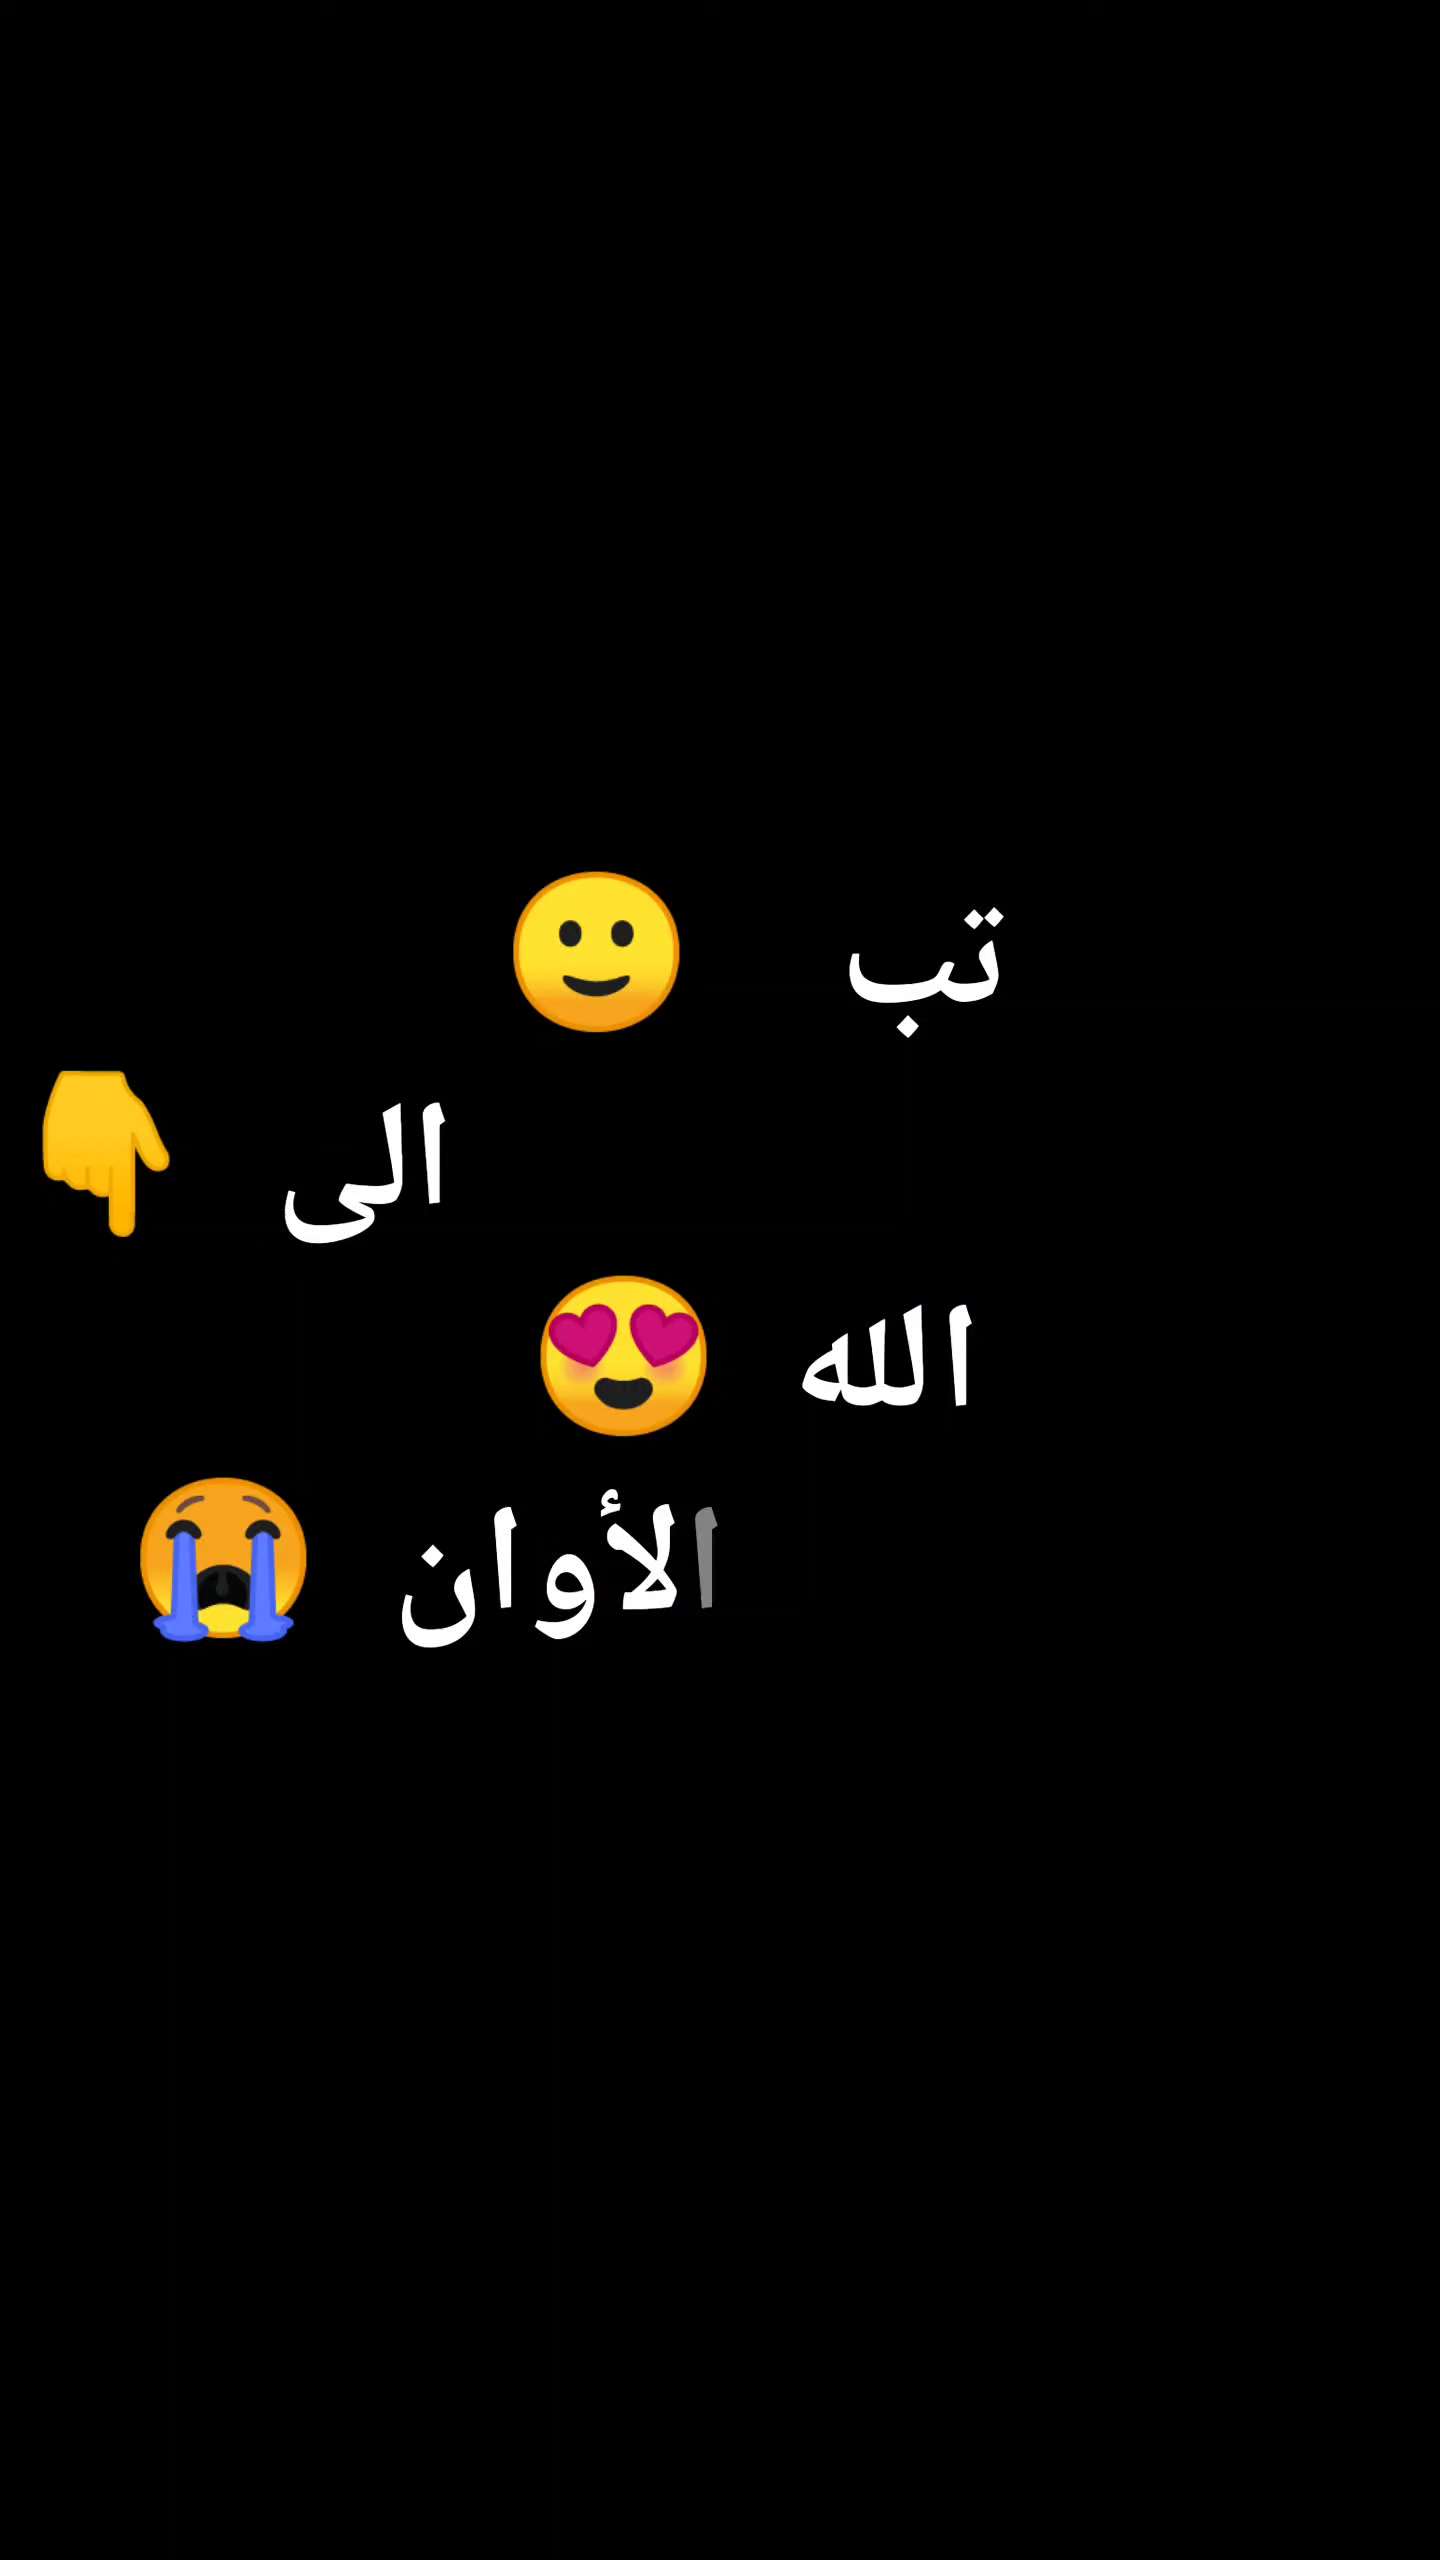 تب 🙂
الى 👇
الله 😍
الأوان 😭